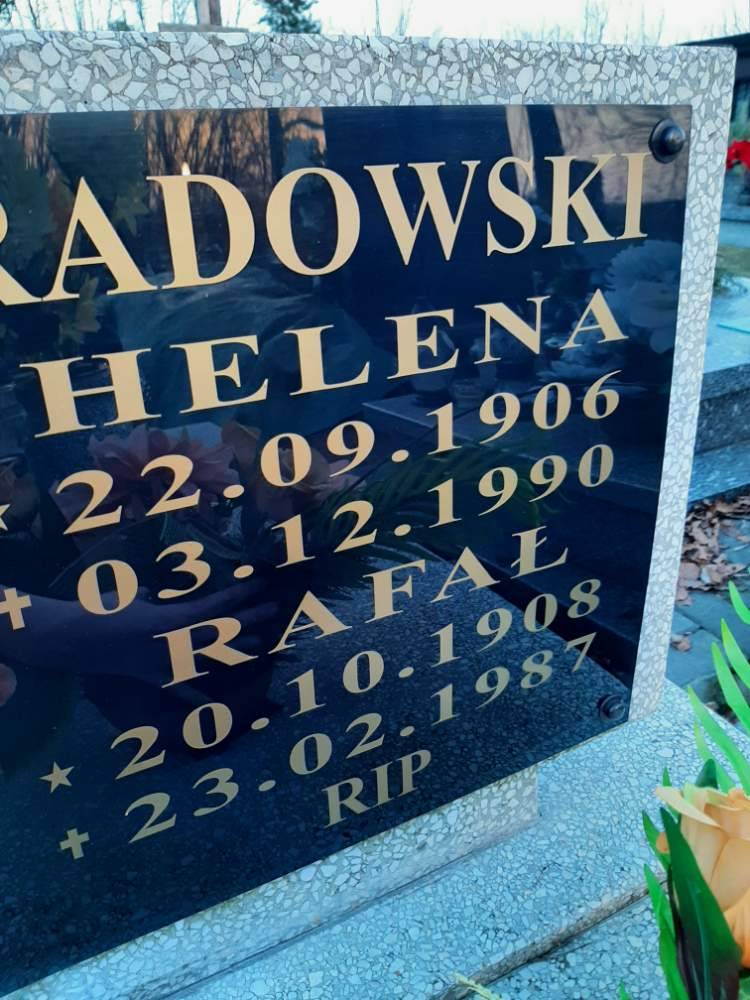 RADOWSKI
HELENA
* 22.09.1906
✝ 03.12.1990
RAFAŁ
* 20.10.1908
✝ 23.02.1987
RIP